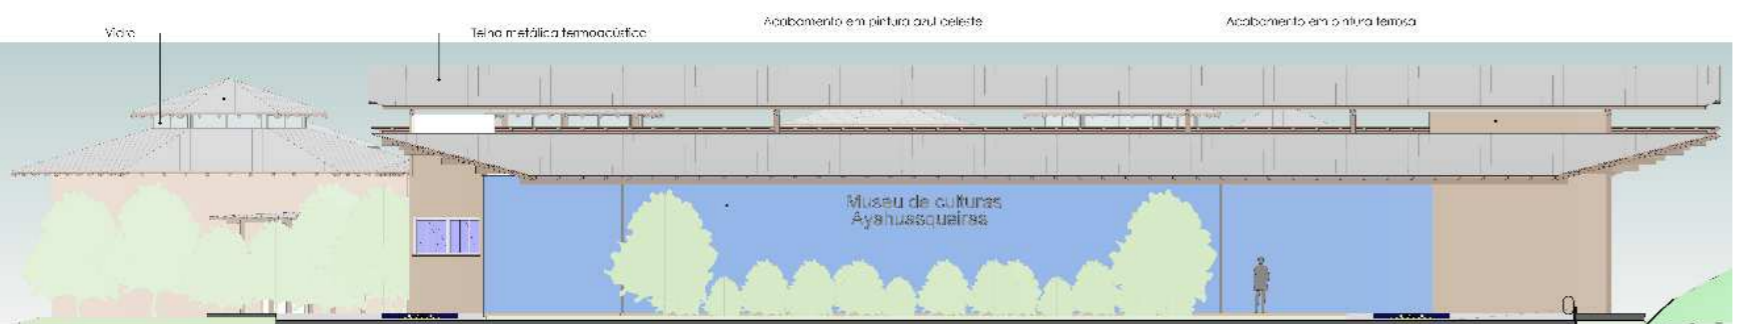 Vidro
Telha metálica termoacústica
Acabamento em pintura azul celeste
Acabamento em pintura terrosa
Museu de culturas
Ayahuasqueiras